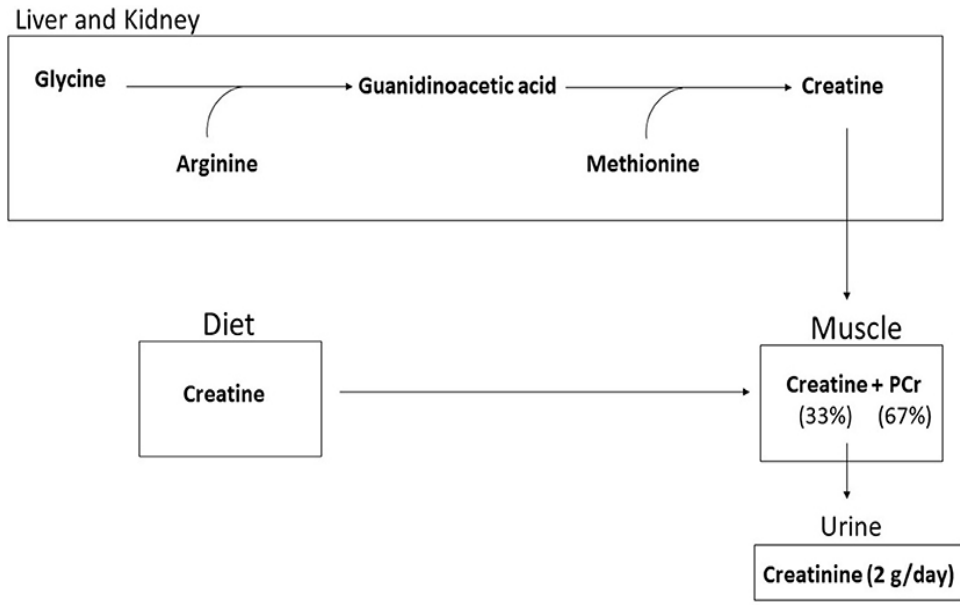 Liver and Kidney
Glycine
Guanidinoacetic acid
Creatine
Arginine
Methionine
Diet
Creatine
Muscle
Creatine + PCr
(33%) (67%)
Urine
Creatinine (2 g/day)